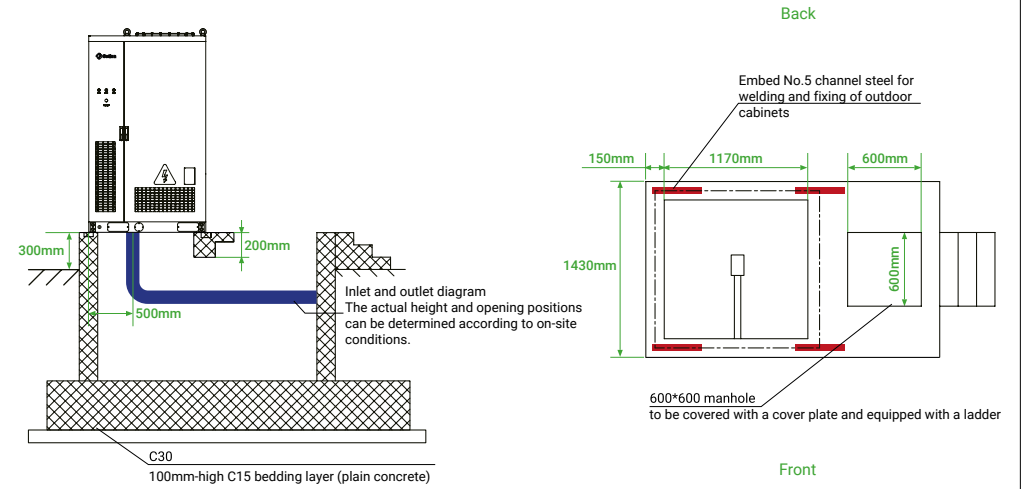 Back
Embed No.5 channel steel for
welding and fixing of outdoor
cabinets
150mm
1170mm
600mm
300mm
200mm
1430mm
600mm
Inlet and outlet diagram
The actual height and opening positions
can be determined according to on-site
conditions.
500mm
600*600 manhole
to be covered with a cover plate and equipped with a ladder
C30
100mm-high C15 bedding layer (plain concrete)
Front